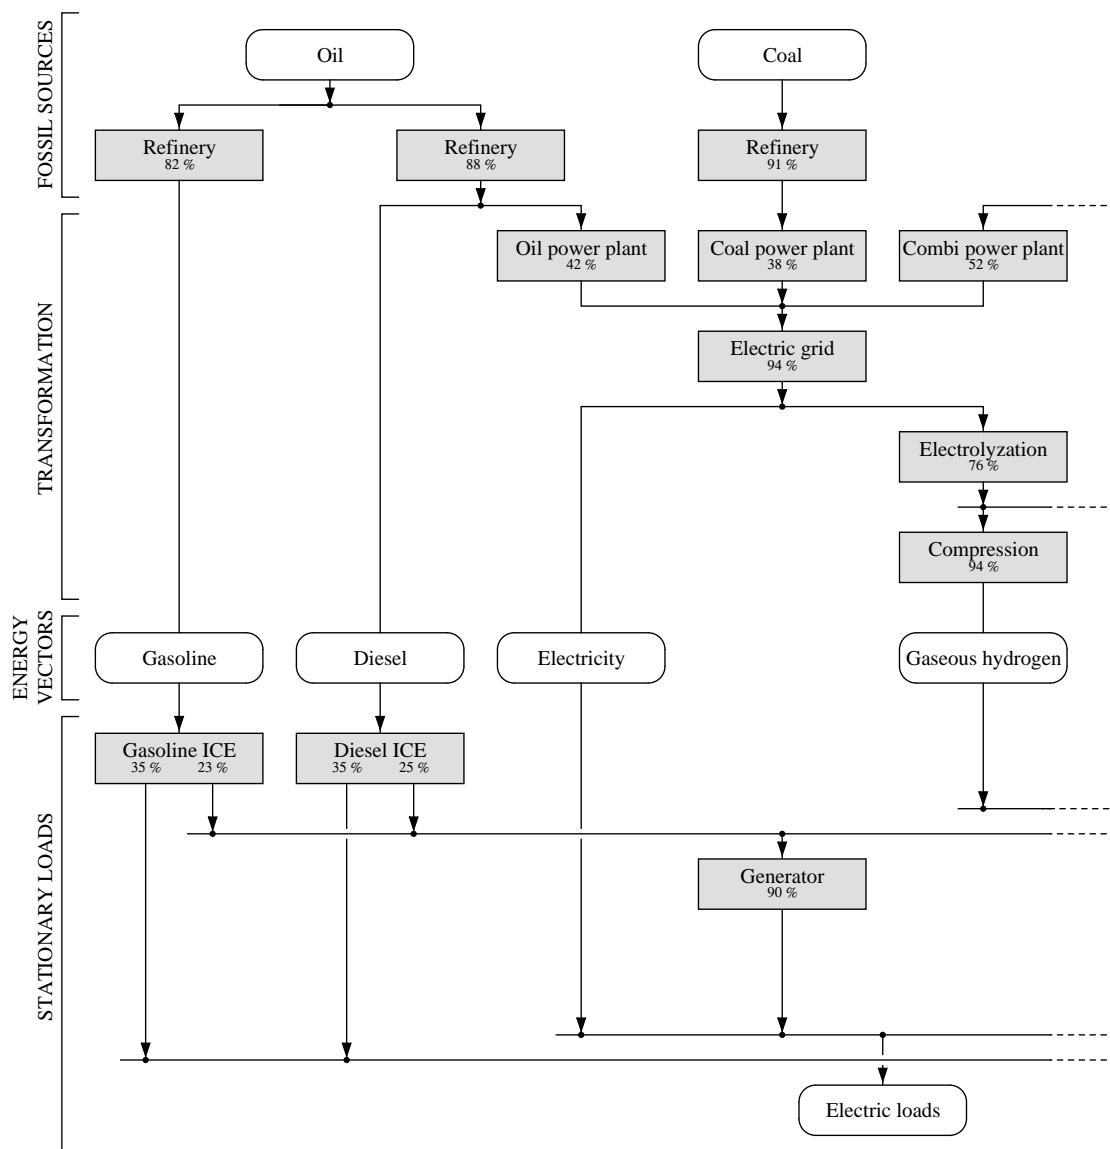 FOSSIL SOURCES
Oil
Coal
Refinery
82 %
Refinery
88 %
Refinery
91 %
TRANSFORMATION
Oil power plant
42 %
Coal power plant
38 %
Combi power plant
52 %
Electric grid
94 %
Electrolyzation
76 %
Compression
94 %
ENERGY
VECTORS
Gasoline
Diesel
Electricity
Gaseous hydrogen
STATIONARY LOADS
Gasoline ICE
35 % 23 %
Diesel ICE
35 % 25 %
Generator
90 %
Electric loads